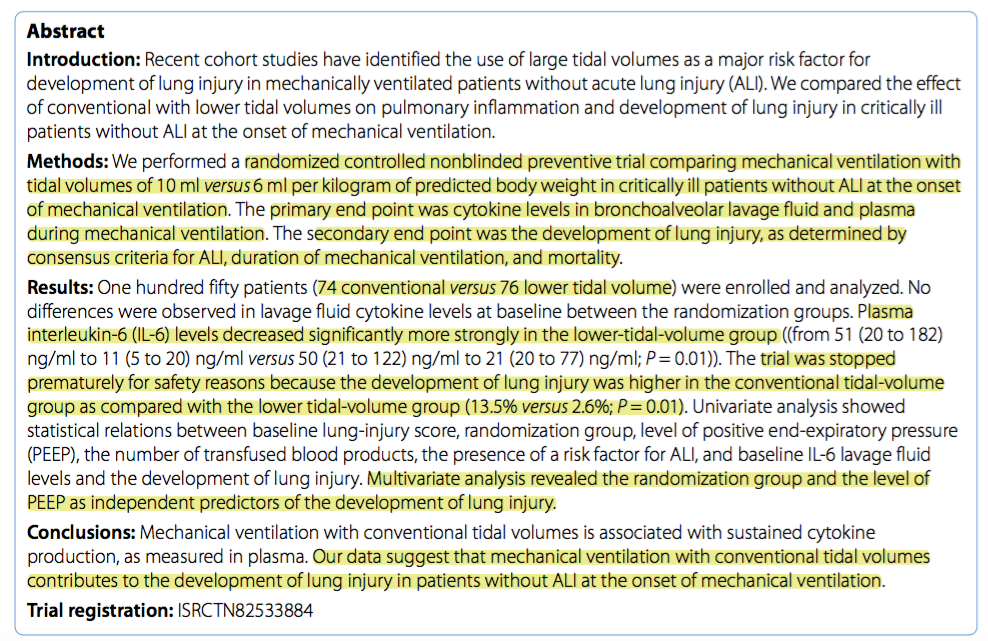 Abstract
Introduction: Recent cohort studies have identified the use of large tidal volumes as a major risk factor for
development of lung injury in mechanically ventilated patients without acute lung injury (ALI). We compared the effect
of conventional with lower tidal volumes on pulmonary inflammation and development of lung injury in critically ill
patients without ALI at the onset of mechanical ventilation.
Methods: We performed a randomized controlled nonblinded preventive trial comparing mechanical ventilation with
tidal volumes of 10 ml versus 6 ml per kilogram of predicted body weight in critically ill patients without ALI at the onset
of mechanical ventilation. The primary end point was cytokine levels in bronchoalveolar lavage fluid and plasma
during mechanical ventilation. The secondary end point was the development of lung injury, as determined by
consensus criteria for ALI, duration of mechanical ventilation, and mortality.
Results: One hundred fifty patients (74 conventional versus 76 lower tidal volume) were enrolled and analyzed. No
differences were observed in lavage fluid cytokine levels at baseline between the randomization groups. Plasma
interleukin-6 (IL-6) levels decreased significantly more strongly in the lower-tidal-volume group ((from 51 (20 to 182)
ng/ml to 11 (5 to 20) ng/ml versus 50 (21 to 122) ng/ml to 21 (20 to 77) ng/ml; P = 0.01)). The trial was stopped
prematurely for safety reasons because the development of lung injury was higher in the conventional tidal-volume
group as compared with the lower tidal-volume group (13.5% versus 2.6%; P = 0.01). Univariate analysis showed
statistical relations between baseline lung-injury score, randomization group, level of positive end-expiratory pressure
(PEEP), the number of transfused blood products, the presence of a risk factor for ALI, and baseline IL-6 lavage fluid
levels and the development of lung injury. Multivariate analysis revealed the randomization group and the level of
PEEP as independent predictors of the development of lung injury.
Conclusions: Mechanical ventilation with conventional tidal volumes is associated with sustained cytokine
production, as measured in plasma. Our data suggest that mechanical ventilation with conventional tidal volumes
contributes to the development of lung injury in patients without ALI at the onset of mechanical ventilation.
Trial registration: ISRCTN82533884